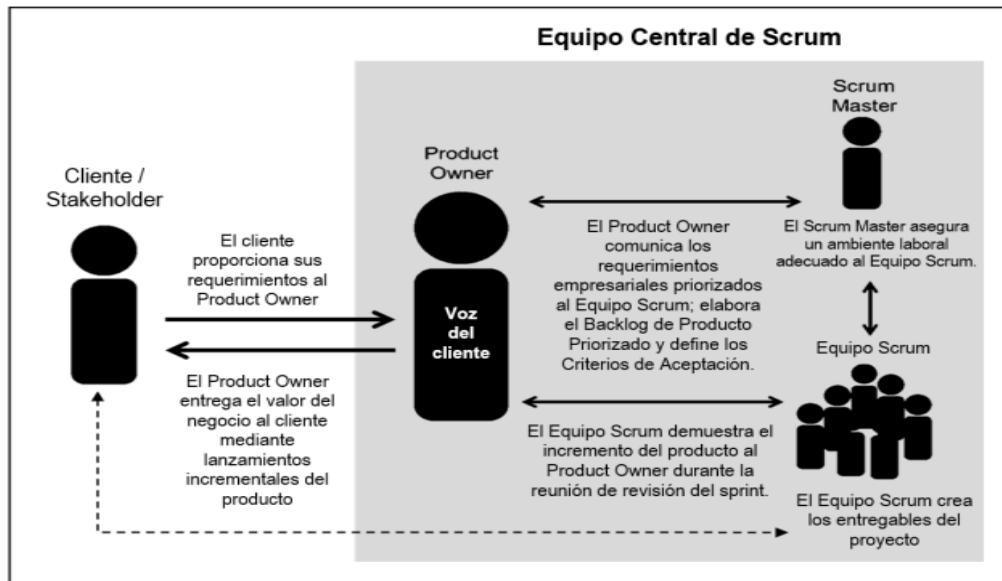 Equipo Central de Scrum
Cliente /
Stakeholder
El cliente
proporciona sus
requerimientos al
Product Owner
El Product Owner
entrega el valor del
negocio al cliente
mediante
lanzamientos
incrementales del
producto
Product
Owner
Voz
del
cliente
El Product Owner
comunica los
requerimientos
empresariales priorizados
al Equipo Scrum; elabora
el Backlog de Producto
Priorizado y define los
Criterios de Aceptación.
El Equipo Scrum demuestra el
incremento del producto al
Product Owner durante la
reunión de revisión del sprint.
Scrum
Master
El Scrum Master asegura
un ambiente laboral
adecuado al Equipo Scrum.
Equipo Scrum
El Equipo Scrum crea
los entregables del
proyecto